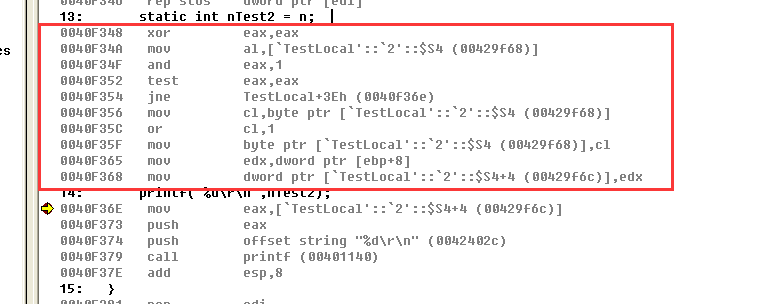 0040F346   rep stos    dword ptr [edi]
13:      static int nTest2 = n;
0040F348   xor         eax,eax
cs
0040F34A   mov         al,[`TestLocal'::`2'::$S4 (00429f68)]
0040F34F   and         eax,1
0040F352   test        eax,eax
0040F354   jne         TestLocal+3Eh (0040f36e)
0040F356   mov         cl,byte ptr [`TestLocal'::`2'::$S4 (00429f68)]
0040F35C   or          cl,1
0040F35F   mov         byte ptr [`TestLocal'::`2'::$S4 (00429f68)],cl
0040F365   mov         edx,dword ptr [ebp+8]
0040F368   mov         dword ptr [`TestLocal'::`2'::$S4+4 (00429f6c)],edx
14:      printf("%d\r\n",nTest2);
0040F36E   mov         eax,[`TestLocal'::`2'::$S4+4 (00429f6c)]
0040F373   push        eax
0040F374   push        offset string "%d\r\n" (0042402c)
0040F379   call        printf (00401140)
0040F37E   add         esp,8
15:   }
0040F381   pop         edi